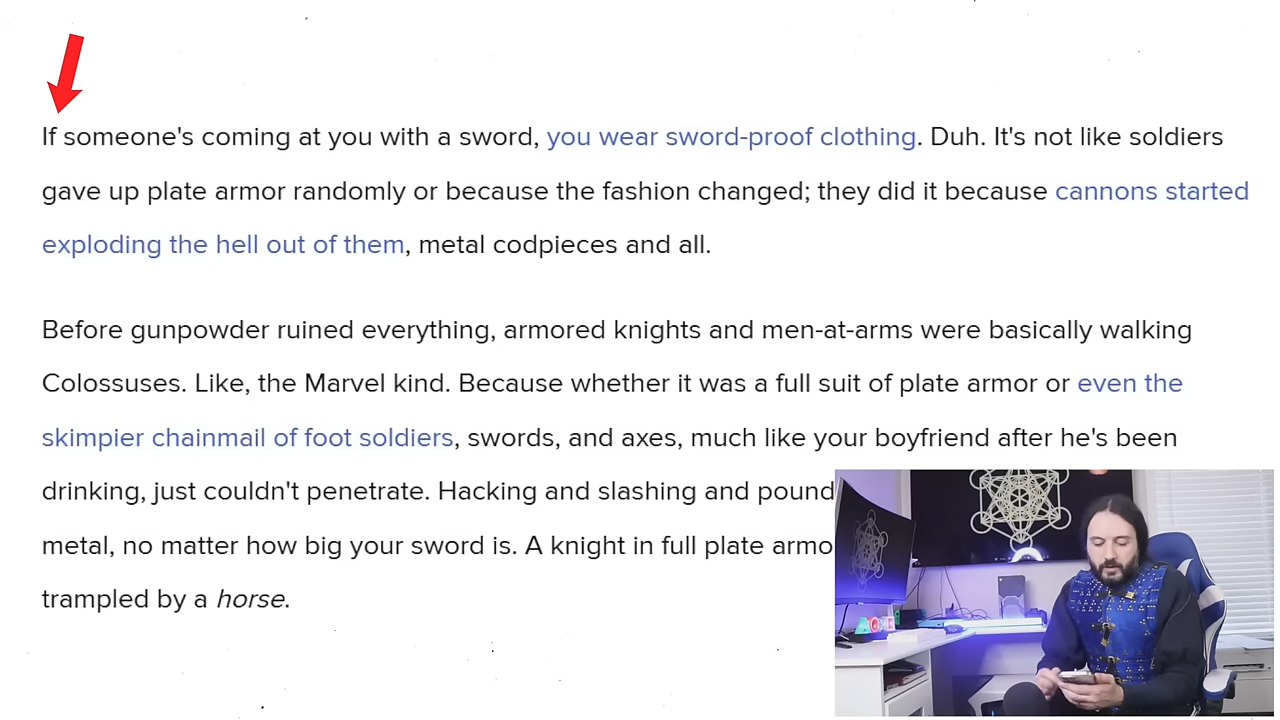 If someone's coming at you with a sword, you wear sword-proof clothing. Duh. It's not like soldiers
gave up plate armor randomly or because the fashion changed; they did it because cannons started
exploding the hell out of them, metal codpieces and all.
Before gunpowder ruined everything, armored knights and men-at-arms were basically walking
Colossuses. Like, the Marvel kind. Because whether it was a full suit of plate armor or even the
skimpier chainmail of foot soldiers, swords, and axes, much like your boyfriend after he's been
drinking, just couldn't penetrate. Hacking and slashing and pound
metal, no matter how big your sword is. A knight in full plate armo
trampled by a horse.